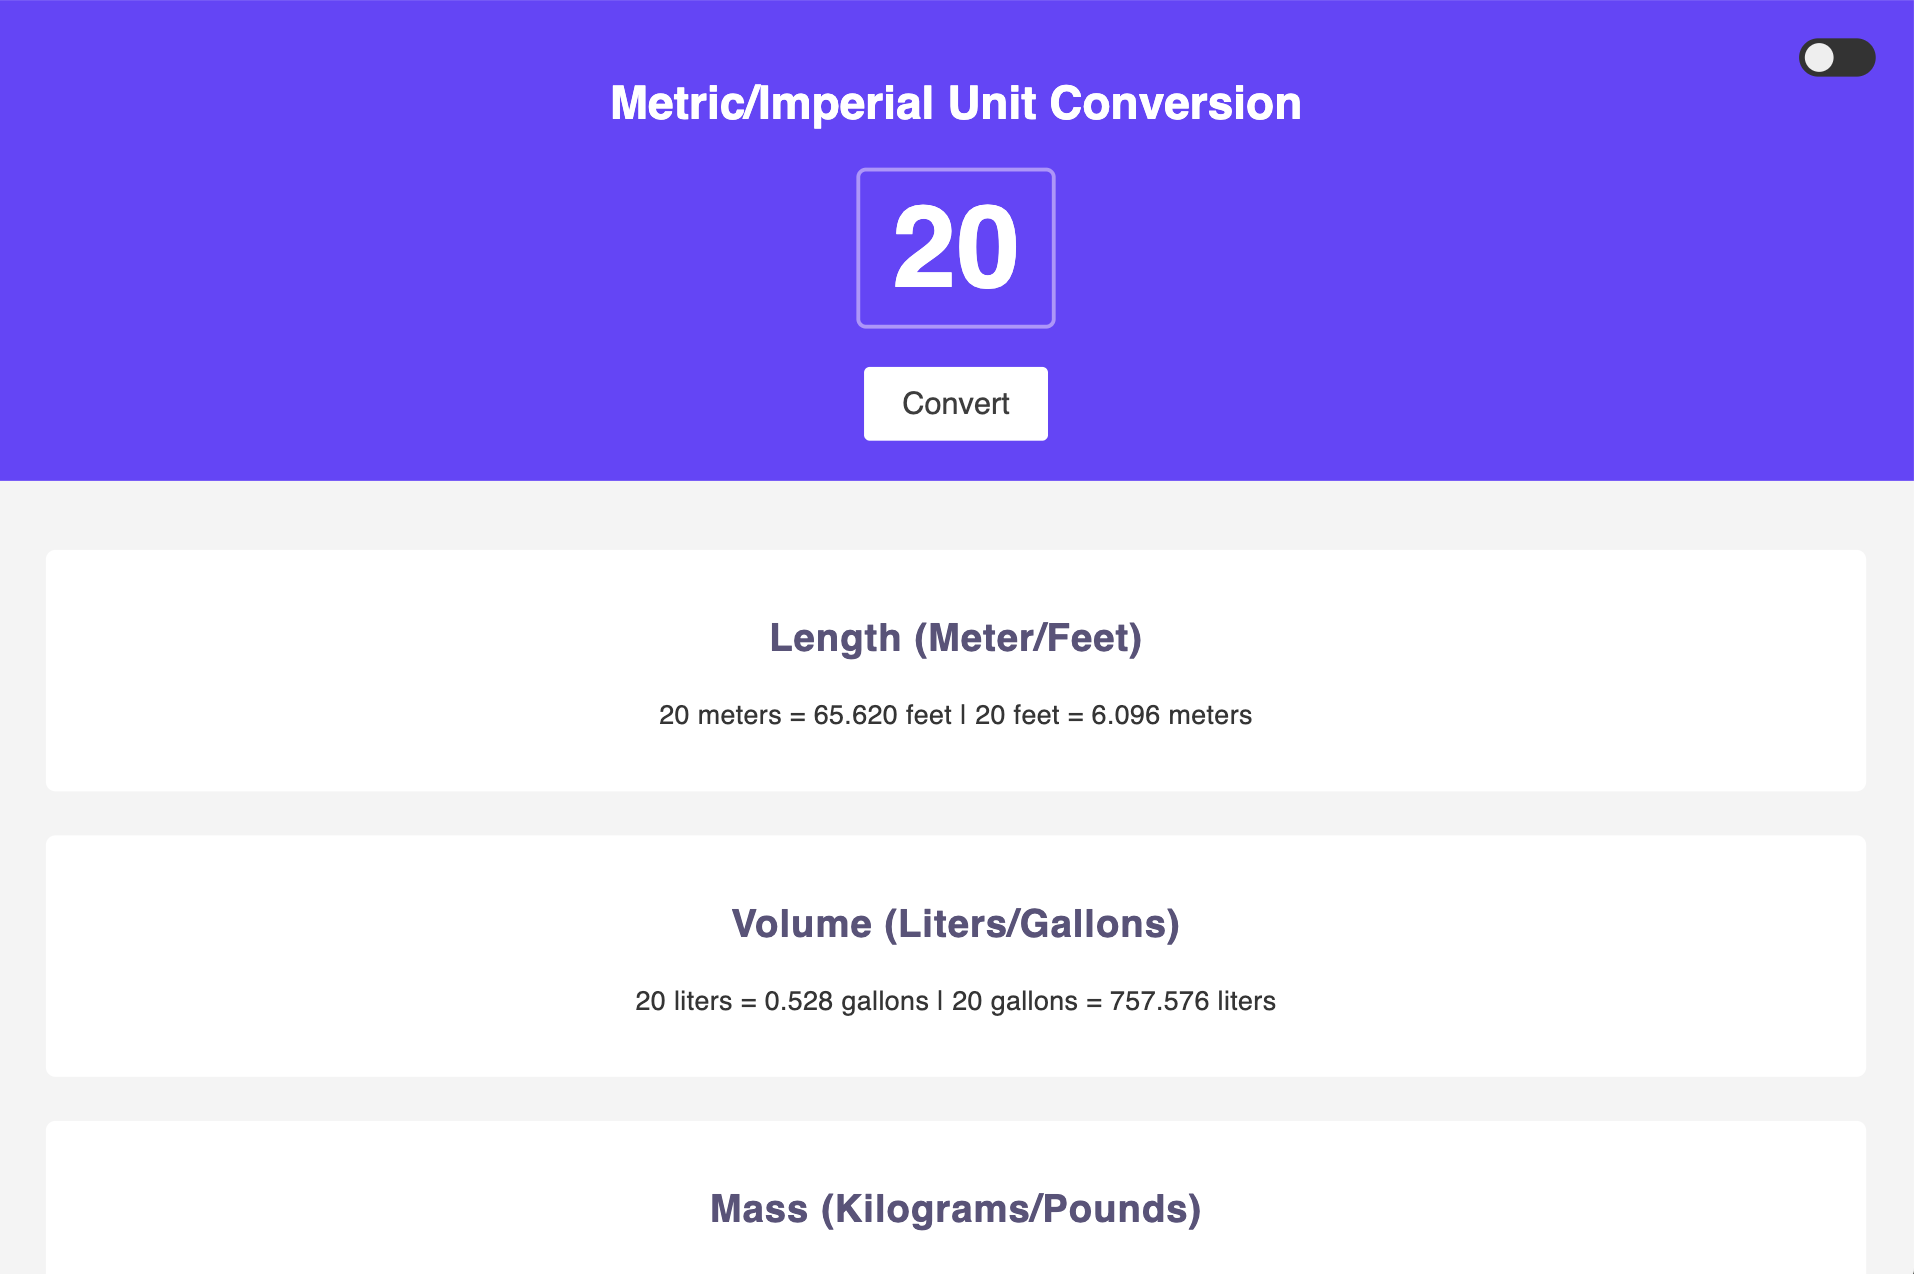 Metric/Imperial Unit Conversion
20
Convert
Length (Meter/Feet)
20 meters = 65.620 feet | 20 feet = 6.096 meters
Volume (Liters/Gallons)
20 liters = 0.528 gallons | 20 gallons = 757.576 liters
Mass (Kilograms/Pounds)